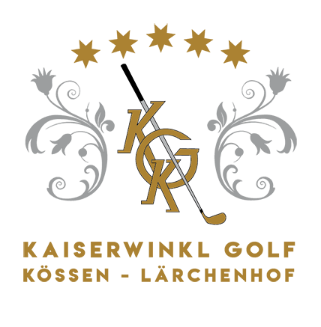 KGK
KAISERWINKL GOLF
KÖSSEN - LÄRCHENHOF